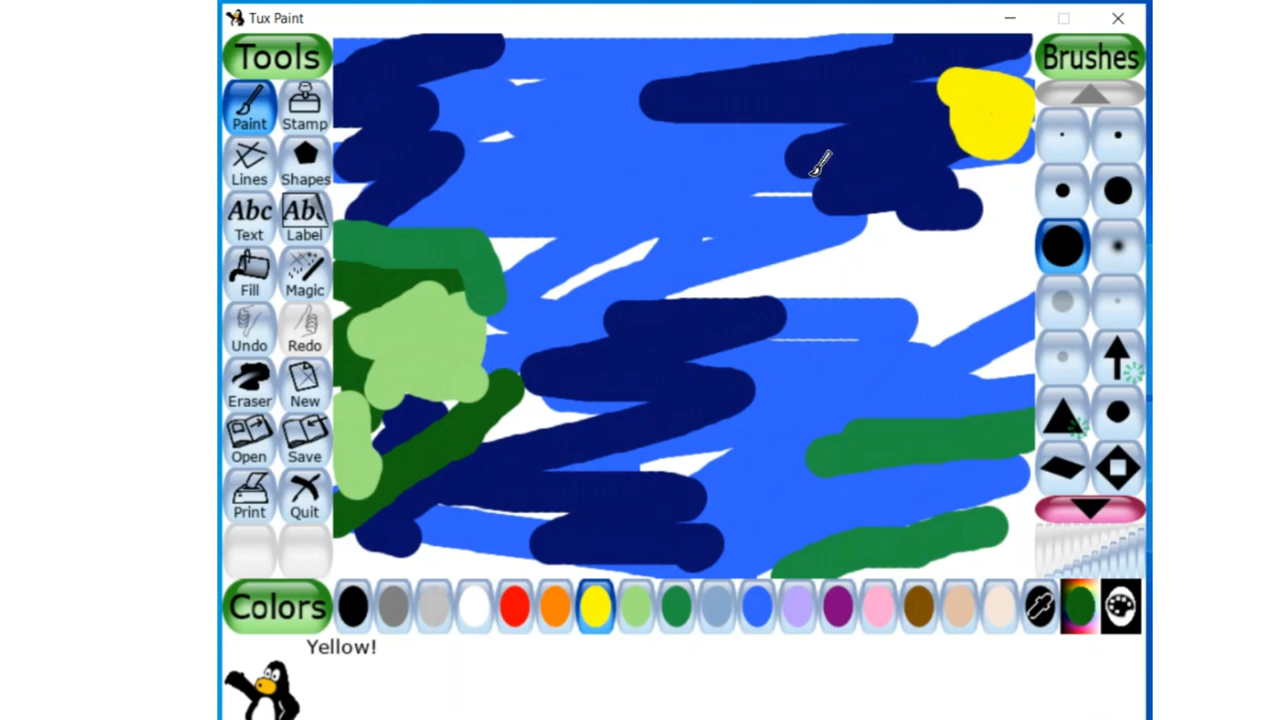 Tux Paint
Tools
Brushes
Paint Stamp
Lines Shapes
Abc Abc
Text Label
Fill Magic
Undo Redo
Eraser New
Open Save
Print Quit
Colors
Yellow!